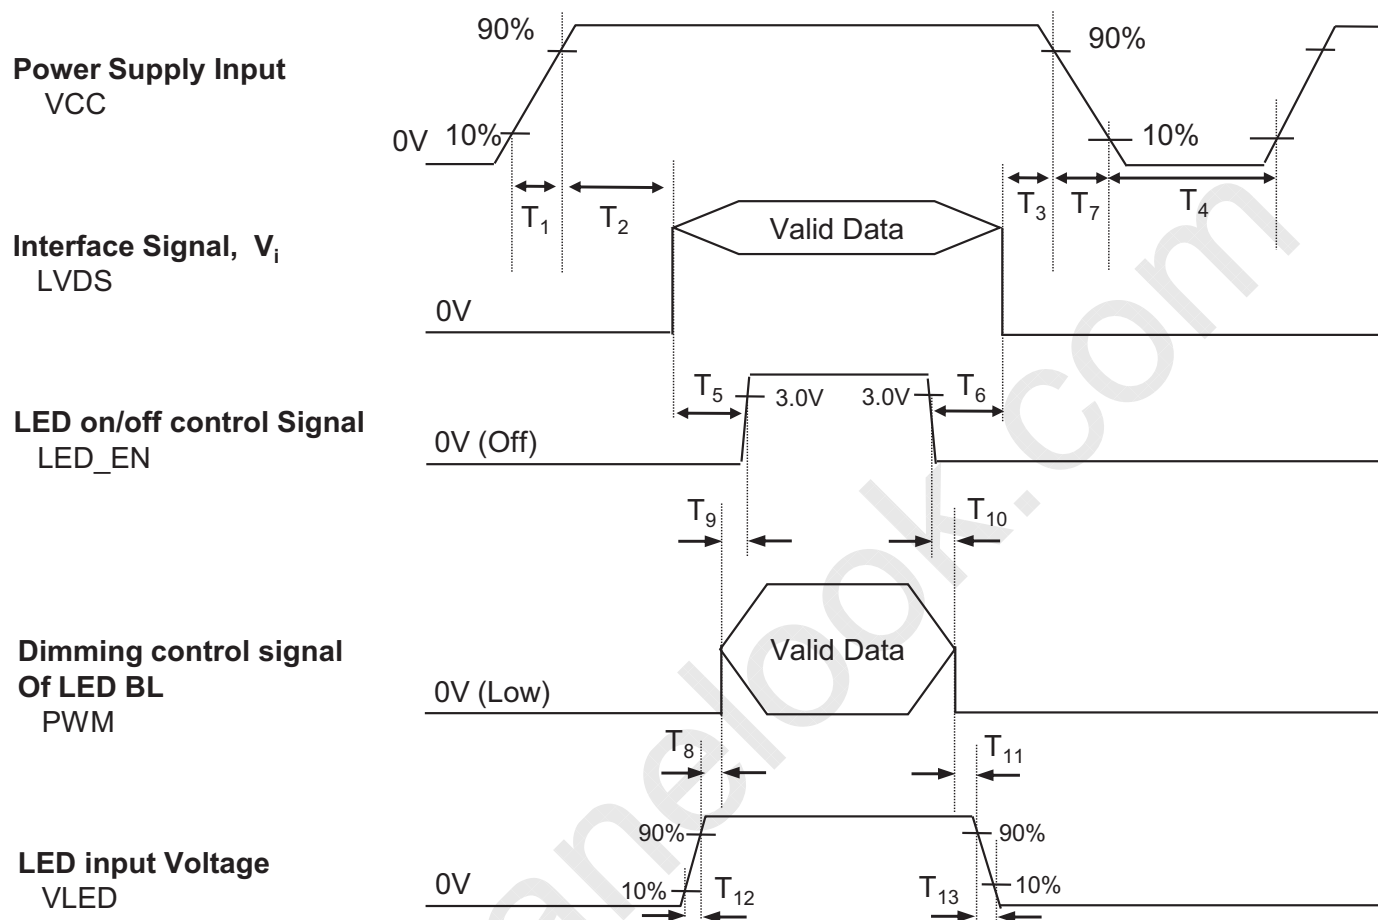 90%
90%
Power Supply Input
VCC
0V 10%
10%
T1
T2
T3
T7
T4
Interface Signal, Vi
LVDS
Valid Data
0V
T5
3.0V
3.0V
T6
LED on/off control Signal
LED_EN
0V (Off)
T9
T10
Dimming control signal
Of LED BL
PWM
Valid Data
0V (Low)
T8
T11
90%
90%
LED input Voltage
VLED
0V
10%
T12
T13
10%
anelook.com